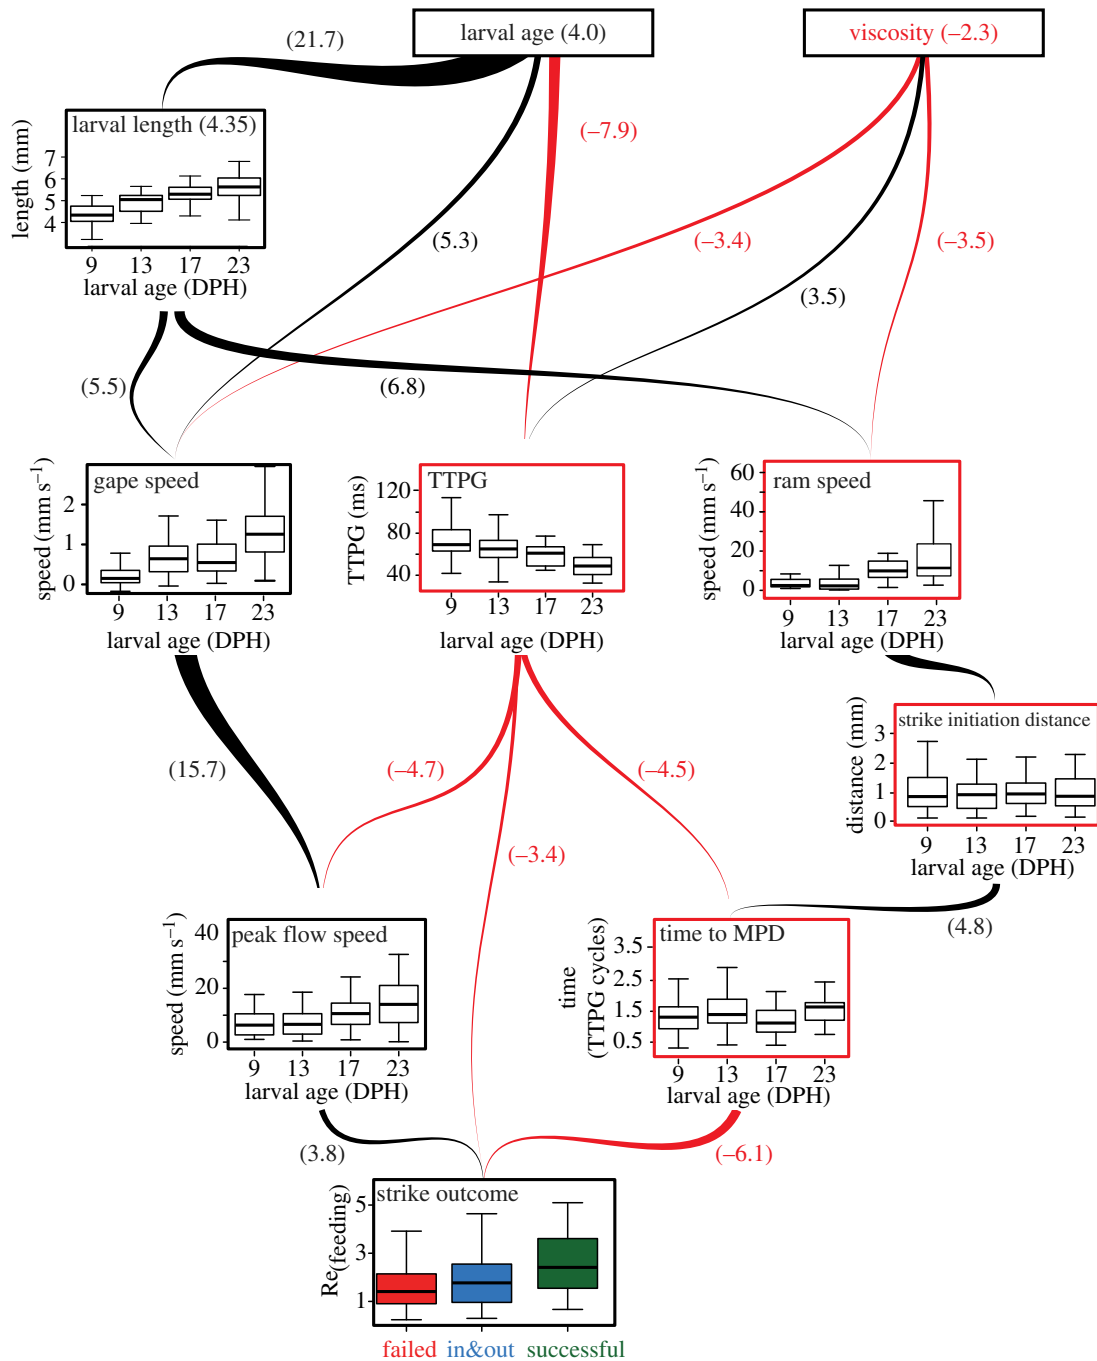 larval age (4.0)
viscosity (–2.3)
(21.7)
(–7.9)
larval length (4.35)
length (mm)
7
6
5
4
9 13 17 23
larval age (DPH)
(5.3)
(–3.4)
(–3.5)
(3.5)
(5.5)
(6.8)
gape speed
speed (mm s⁻¹)
2
1
0
9 13 17 23
larval age (DPH)
TTPG
TTPG (ms)
120
80
40
9 13 17 23
larval age (DPH)
ram speed
speed (mm s⁻¹)
60
40
20
0
9 13 17 23
larval age (DPH)
strike initiation distance
distance (mm)
3
2
1
0
9 13 17 23
larval age (DPH)
(15.7)
(–4.7)
(–4.5)
(–3.4)
(4.8)
peak flow speed
speed (mm s⁻¹)
40
20
0
9 13 17 23
larval age (DPH)
time to MPD
time
(TTPG cycles)
3.5
2.5
1.5
0.5
9 13 17 23
larval age (DPH)
(3.8)
(–6.1)
strike outcome
Re(feeding)
5
3
1
failed in&out successful